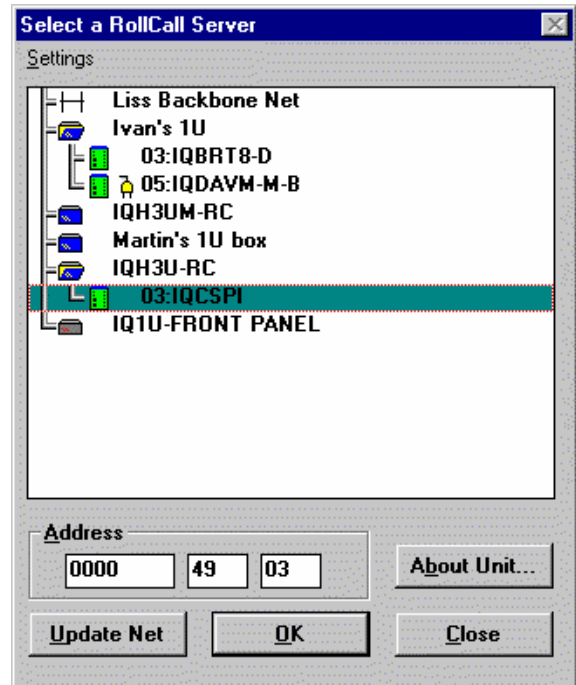 Select a RollCall Server
Settings
Liss Backbone Net
Ivan's 1U
03:IQBRT8-D
05:IQDAVM-M-B
IQH3UM-RC
Martin's 1U box
IQH3U-RC
03:IQCSPI
IQ1U-FRONT PANEL
Address
0000 49 03
About Unit...
Update Net OK Close